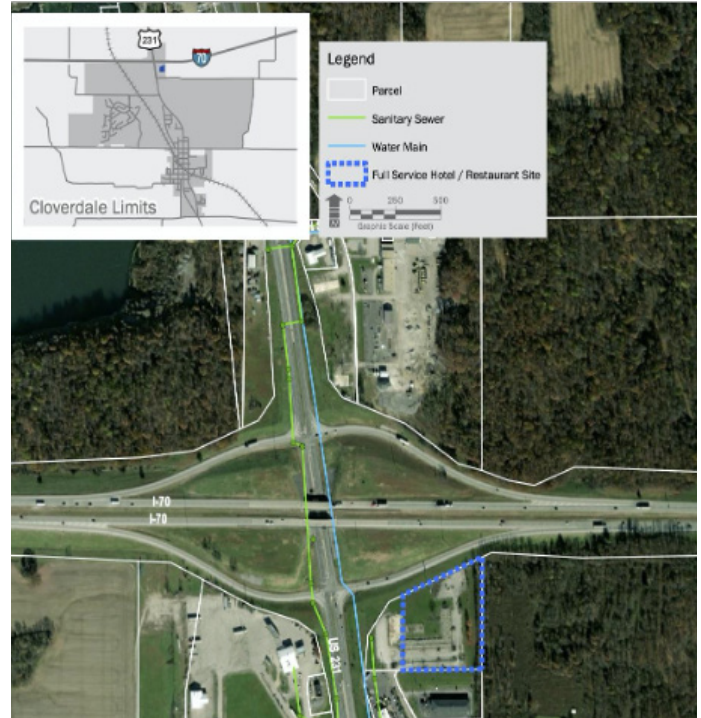 231
70
Cloverdale Limits
Legend
Parcel
Sanitary Sewer
Water Main
Full Service Hotel / Restaurant Site
N
0 250 500
Graphic Scale (Feet)
I-70
I-70
US 231